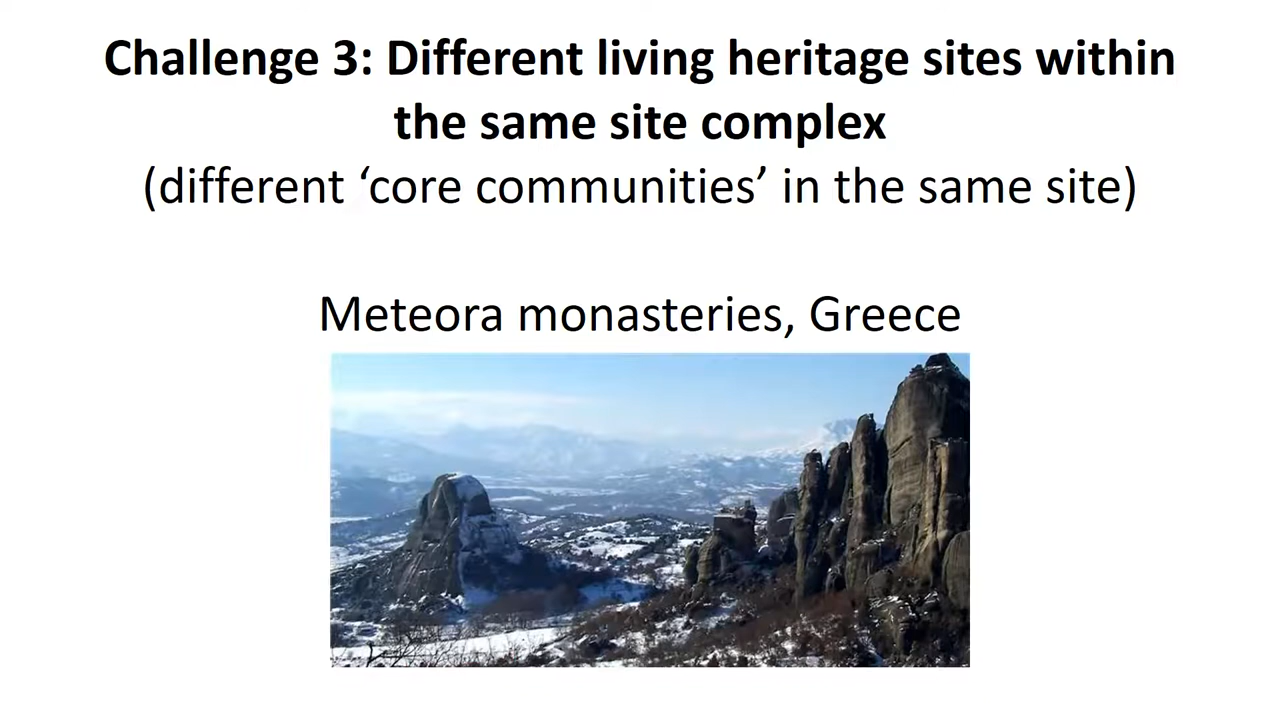 Challenge 3: Different living heritage sites within
the same site complex
(different ‘core communities’ in the same site)
Meteora monasteries, Greece